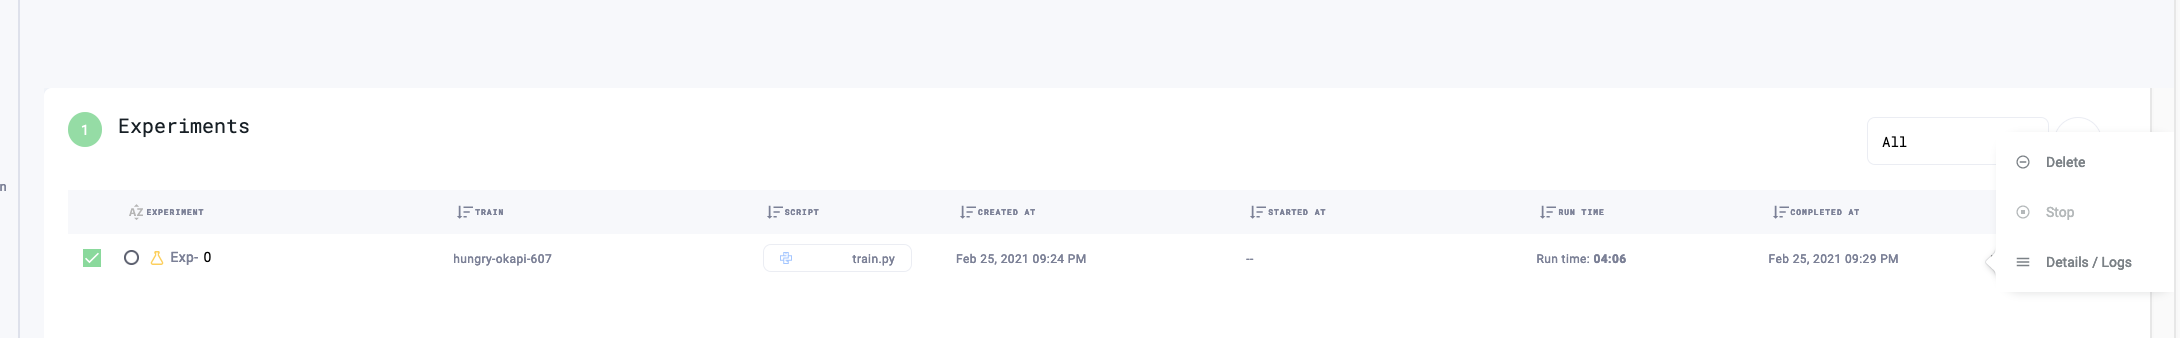 n
1 Experiments
All
Delete
Stop
Details / Logs
AZ EXPERIMENT TRAIN SCRIPT CREATED AT STARTED AT RUN TIME COMPLETED AT
Exp- 0 hungry-okapi-607 train.py Feb 25, 2021 09:24 PM -- Run time: 04:06 Feb 25, 2021 09:29 PM